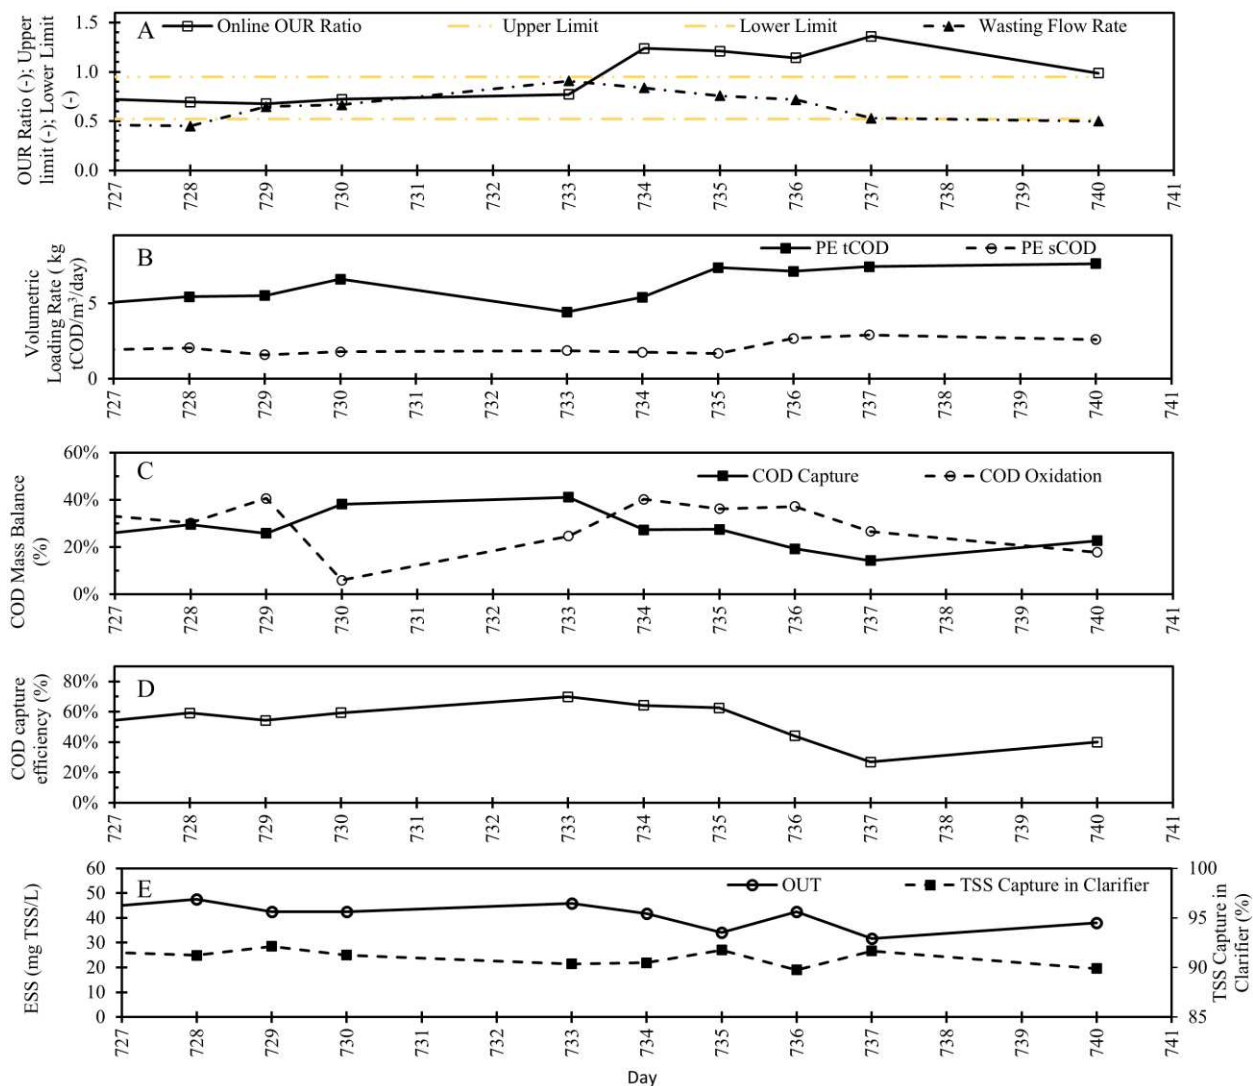 A
Online OUR Ratio
Upper Limit
Lower Limit
Wasting Flow Rate
OUR Ratio (-); Upper
limit (-); Lower Limit
(-)
1.5
1.0
0.5
0.0
727 728 729 730 731 732 733 734 735 736 737 738 739 740 741
B
PE tCOD
PE sCOD
Volumetric
Loading Rate ( kg
tCOD/m³/day)
5
0
727 728 729 730 731 732 733 734 735 736 737 738 739 740 741
C
COD Capture
COD Oxidation
COD Mass Balance
(%)
60%
40%
20%
0%
727 728 729 730 731 732 733 734 735 736 737 738 739 740 741
D
COD capture
efficiency (%)
80%
60%
40%
20%
0%
727 728 729 730 731 732 733 734 735 736 737 738 739 740 741
E
OUT
TSS Capture in Clarifier
ESS (mg TSS/L)
60
50
40
30
20
10
0
100
95
90
85
TSS Capture in
Clarifier (%)
727 728 729 730 731 732 733 734 735 736 737 738 739 740 741
Day